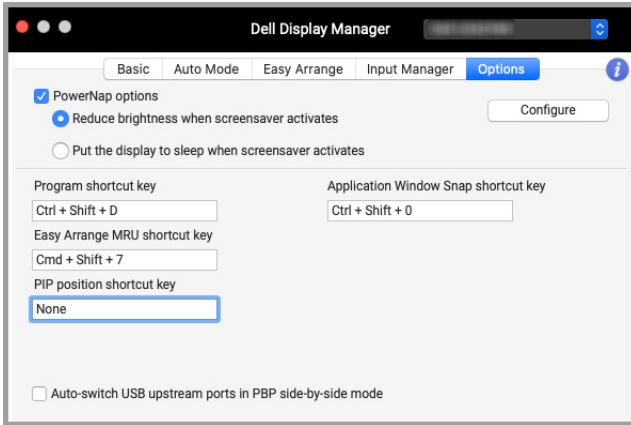 Dell Display Manager
Basic Auto Mode Easy Arrange Input Manager Options i
PowerNap options
Configure
Reduce brightness when screensaver activates
Put the display to sleep when screensaver activates
Program shortcut key
Application Window Snap shortcut key
Ctrl + Shift + D
Ctrl + Shift + 0
Easy Arrange MRU shortcut key
Cmd + Shift + 7
PIP position shortcut key
None
Auto-switch USB upstream ports in PBP side-by-side mode